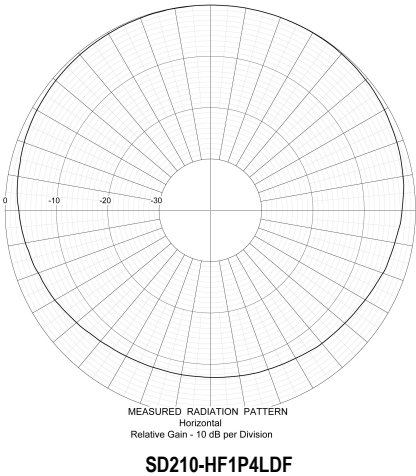 0 -10 -20 -30
MEASURED RADIATION PATTERN
Horizontal
Relative Gain - 10 dB per Division
SD210-HF1P4LDF